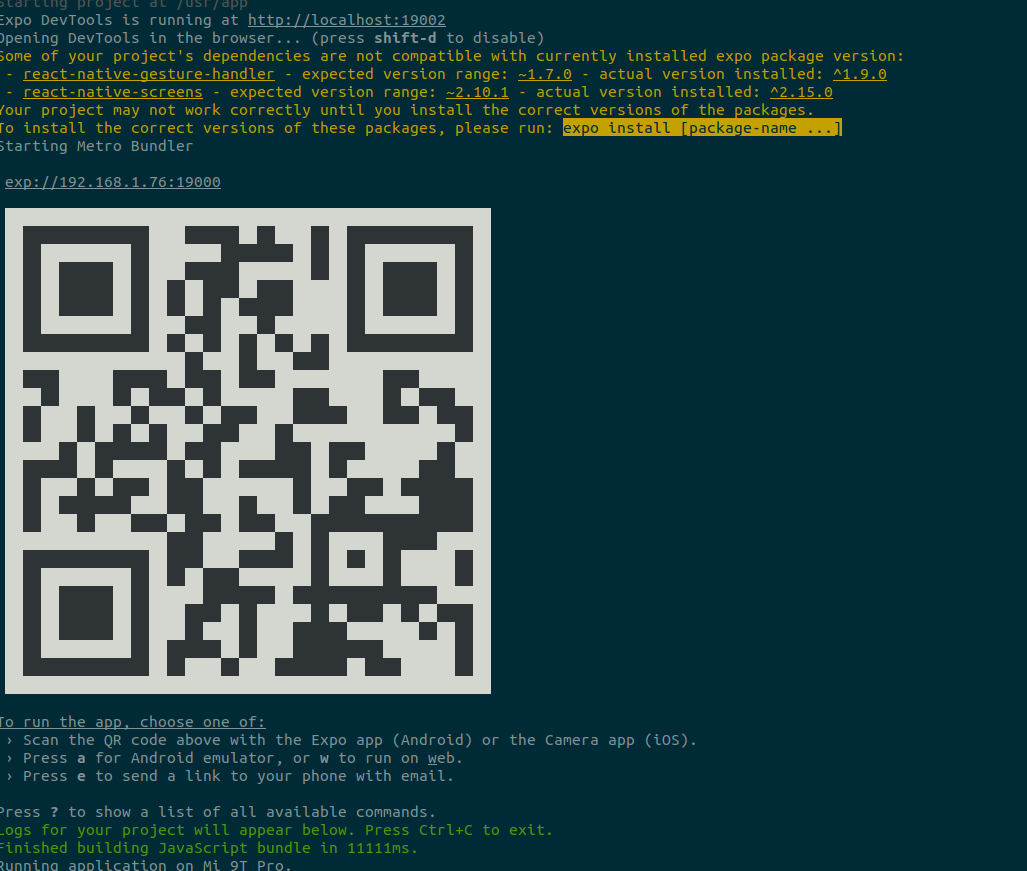 Starting project at /usr/app
Expo DevTools is running at http://localhost:19002
Opening DevTools in the browser... (press shift-d to disable)
Some of your project's dependencies are not compatible with currently installed expo package version:
- react-native-gesture-handler - expected version range: ~1.7.0 - actual version installed: ^1.9.0
- react-native-screens - expected version range: ~2.10.1 - actual version installed: ^2.15.0
Your project may not work correctly until you install the correct versions of the packages.
To install the correct versions of these packages, please run: expo install [package-name ...]
Starting Metro Bundler
exp://192.168.1.76:19000
To run the app, choose one of:
› Scan the QR code above with the Expo app (Android) or the Camera app (iOS).
› Press a for Android emulator, or w to run on web.
› Press e to send a link to your phone with email.
Press ? to show a list of all available commands.
Logs for your project will appear below. Press Ctrl+C to exit.
Finished building JavaScript bundle in 11111ms.
Running application on Mi 9T Pro.